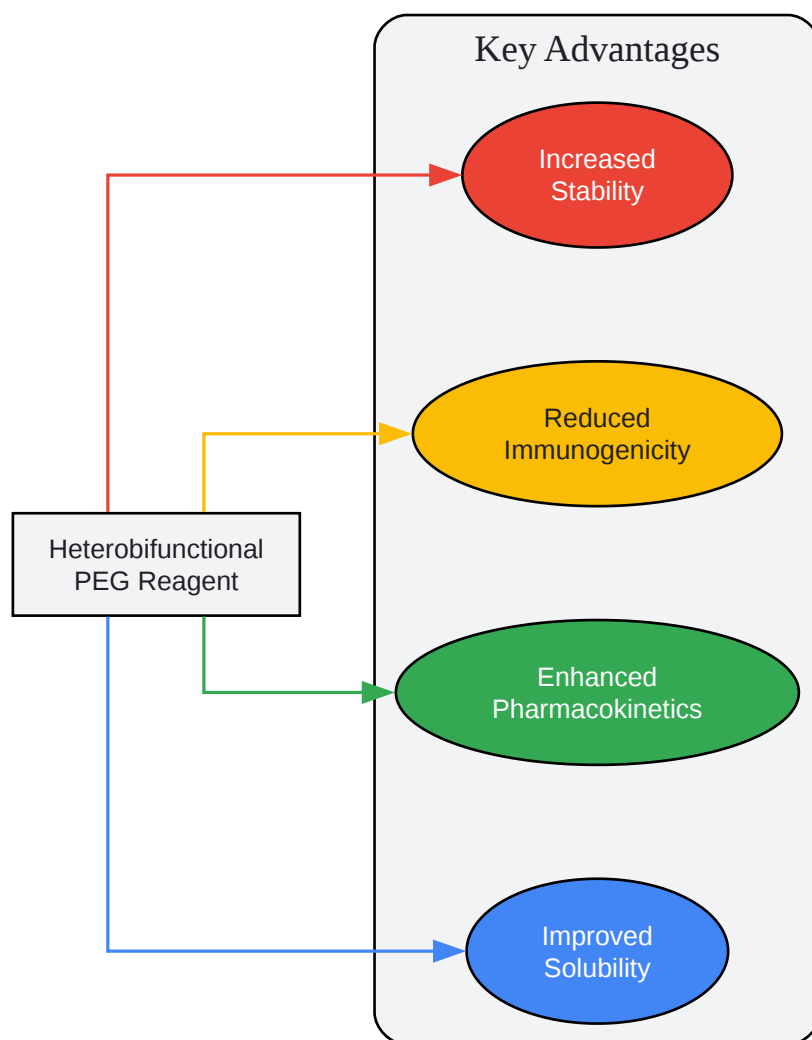 Key Advantages
Increased
Stability
Reduced
Immunogenicity
Heterobifunctional
PEG Reagent
Enhanced
Pharmacokinetics
Improved
Solubility